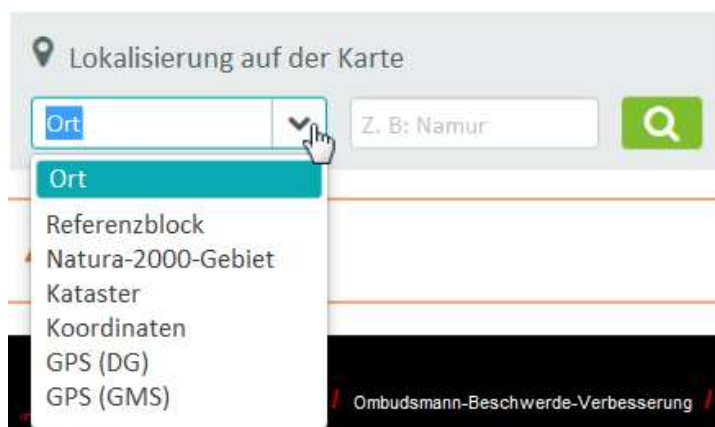 Lokalisierung auf der Karte
Ort Z. B: Namur
Ort
Referenzblock
Natura-2000-Gebiet
Kataster
Koordinaten
GPS (DG)
GPS (GMS)
/ Ombudsmann-Beschwerde-Verbesserung /